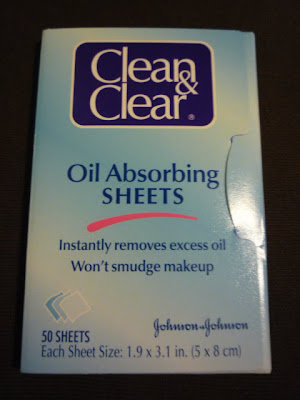 Clean
&
Clear®
Oil Absorbing
SHEETS
Instantly removes excess oil
Won't smudge makeup
50 SHEETS
Johnson & Johnson
Each Sheet Size: 1.9 x 3.1 in. (5 x 8 cm)